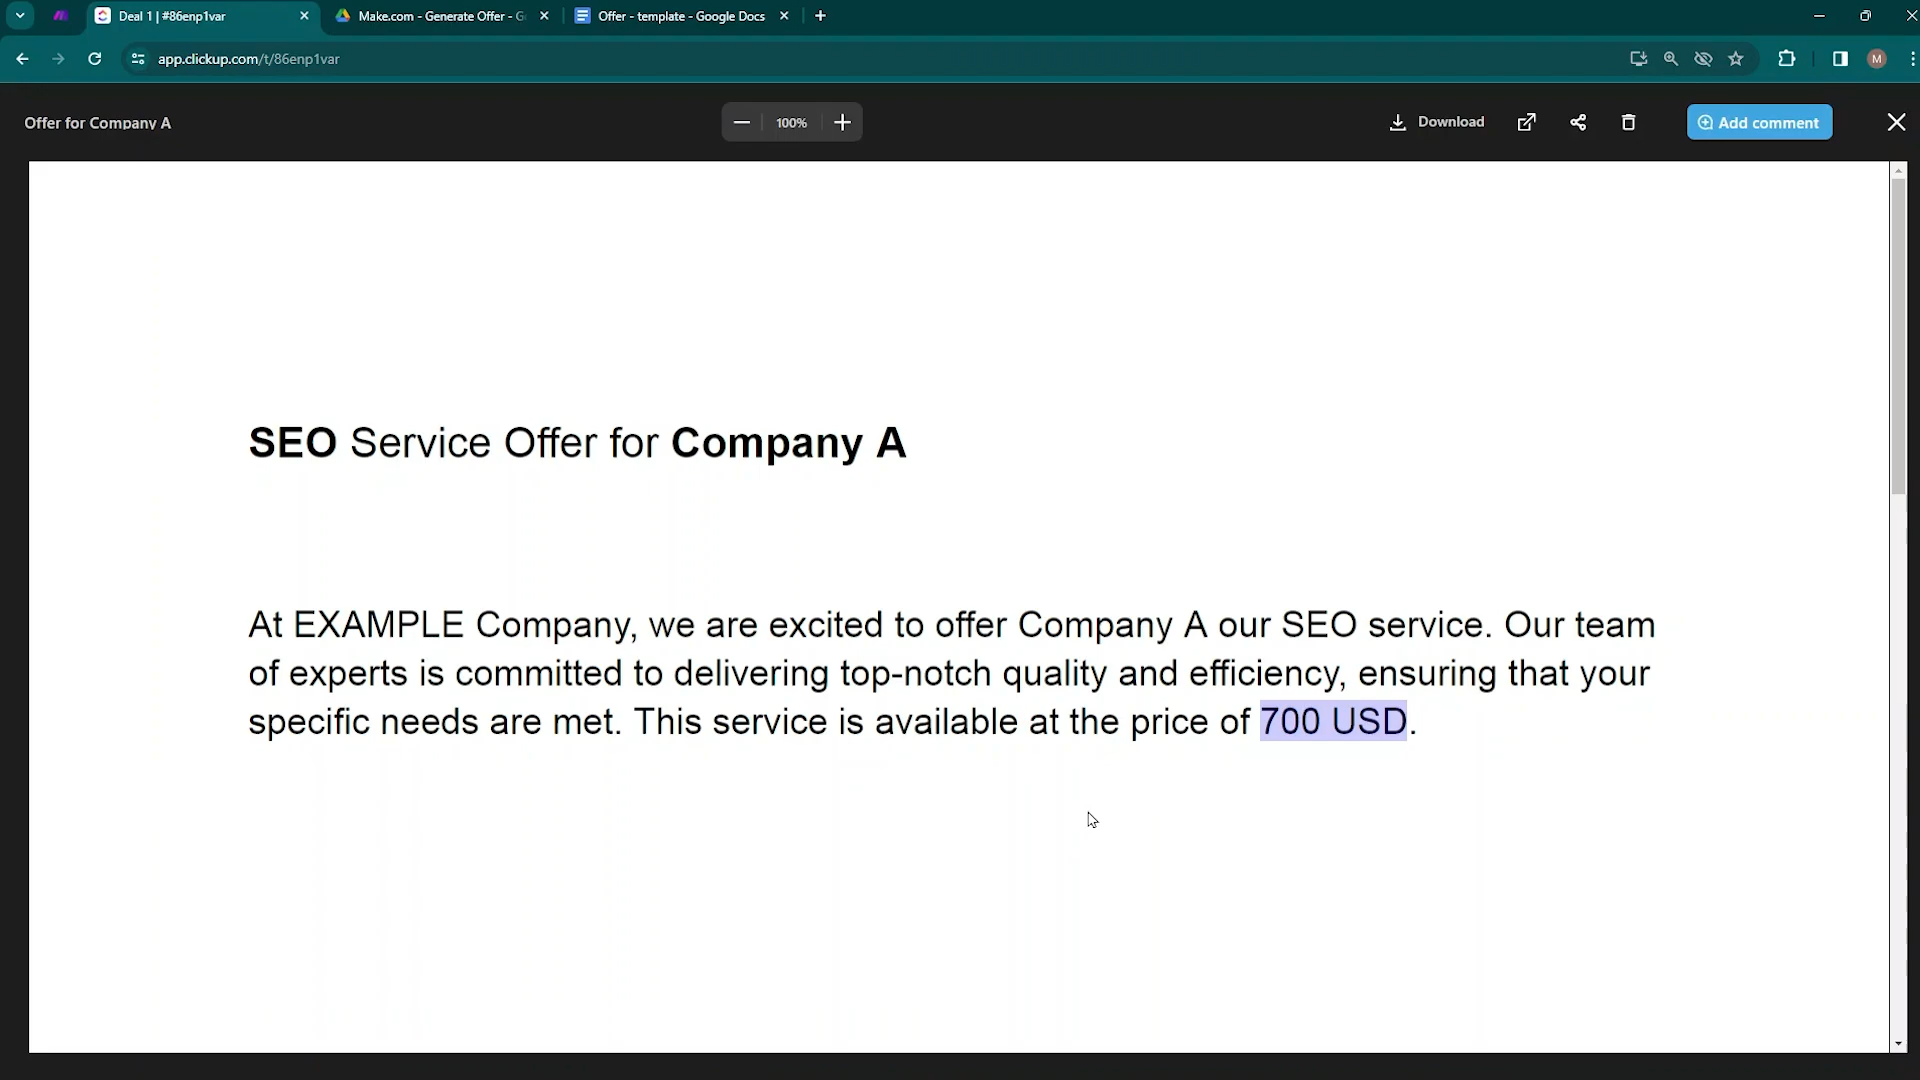 Deal 1 | #86enp1var
Make.com - Generate Offer - G
Offer - template - Google Docs
app.clickup.com/t/86enp1var
M
Offer for Company A
100%
Download
Add comment
SEO Service Offer for Company A
At EXAMPLE Company, we are excited to offer Company A our SEO service. Our team
of experts is committed to delivering top-notch quality and efficiency, ensuring that your
specific needs are met. This service is available at the price of 700 USD.